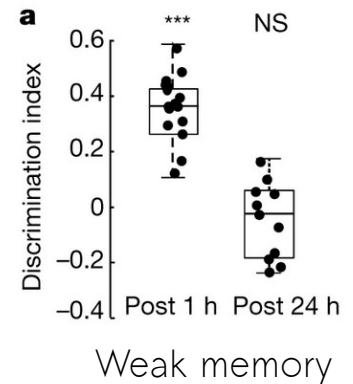 a
*** NS
0.6
0.4
0.2
0
−0.2
−0.4
Discrimination index
Post 1 h Post 24 h
Weak memory